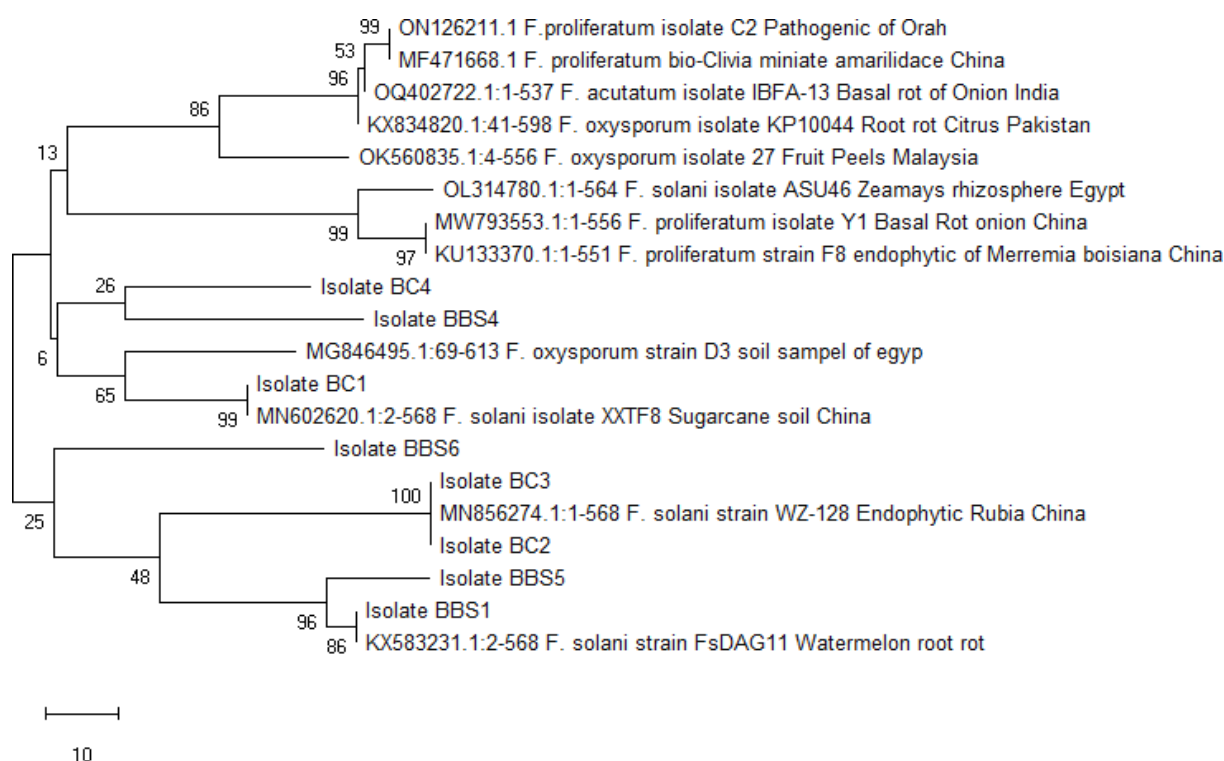 99
ON126211.1 F.proliferatum isolate C2 Pathogenic of Orah
53
MF471668.1 F. proliferatum bio-Clivia miniate amarilidace China
96
OQ402722.1:1-537 F. acutatum isolate IBFA-13 Basal rot of Onion India
86
KX834820.1:41-598 F. oxysporum isolate KP10044 Root rot Citrus Pakistan
13
OK560835.1:4-556 F. oxysporum isolate 27 Fruit Peels Malaysia
OL314780.1:1-564 F. solani isolate ASU46 Zeamays rhizosphere Egypt
99
MW793553.1:1-556 F. proliferatum isolate Y1 Basal Rot onion China
97
KU133370.1:1-551 F. proliferatum strain F8 endophytic of Merremia boisiana China
26
Isolate BC4
Isolate BBS4
6
MG846495.1:69-613 F. oxysporum strain D3 soil sampel of egyp
65
Isolate BC1
99
MN602620.1:2-568 F. solani isolate XXTF8 Sugarcane soil China
Isolate BBS6
25
Isolate BC3
100
MN856274.1:1-568 F. solani strain WZ-128 Endophytic Rubia China
Isolate BC2
48
Isolate BBS5
96
Isolate BBS1
86
KX583231.1:2-568 F. solani strain FsDAG11 Watermelon root rot
10